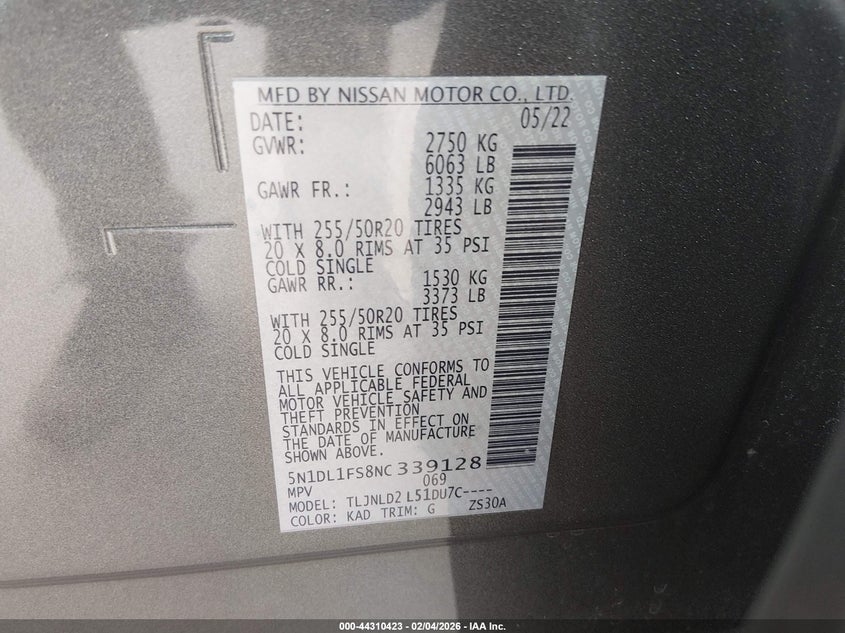 MFD BY NISSAN MOTOR CO., LTD.
DATE: 05/22
GVWR: 2750 KG
6063 LB
GAWR FR.: 1335 KG
2943 LB
WITH 255/50R20 TIRES
20 X 8.0 RIMS AT 35 PSI
COLD SINGLE
GAWR RR.: 1530 KG
3373 LB
WITH 255/50R20 TIRES
20 X 8.0 RIMS AT 35 PSI
COLD SINGLE
THIS VEHICLE CONFORMS TO
ALL APPLICABLE FEDERAL
MOTOR VEHICLE SAFETY AND
THEFT PREVENTION
STANDARDS IN EFFECT ON
THE DATE OF MANUFACTURE
SHOWN ABOVE.
5N1DL1FS8NC 339128
MPV 069
MODEL: TLJNLD2 L51DU7C----
COLOR: KAD TRIM: G ZS30A
000-44310423 - 02/04/2026 - IAA Inc.